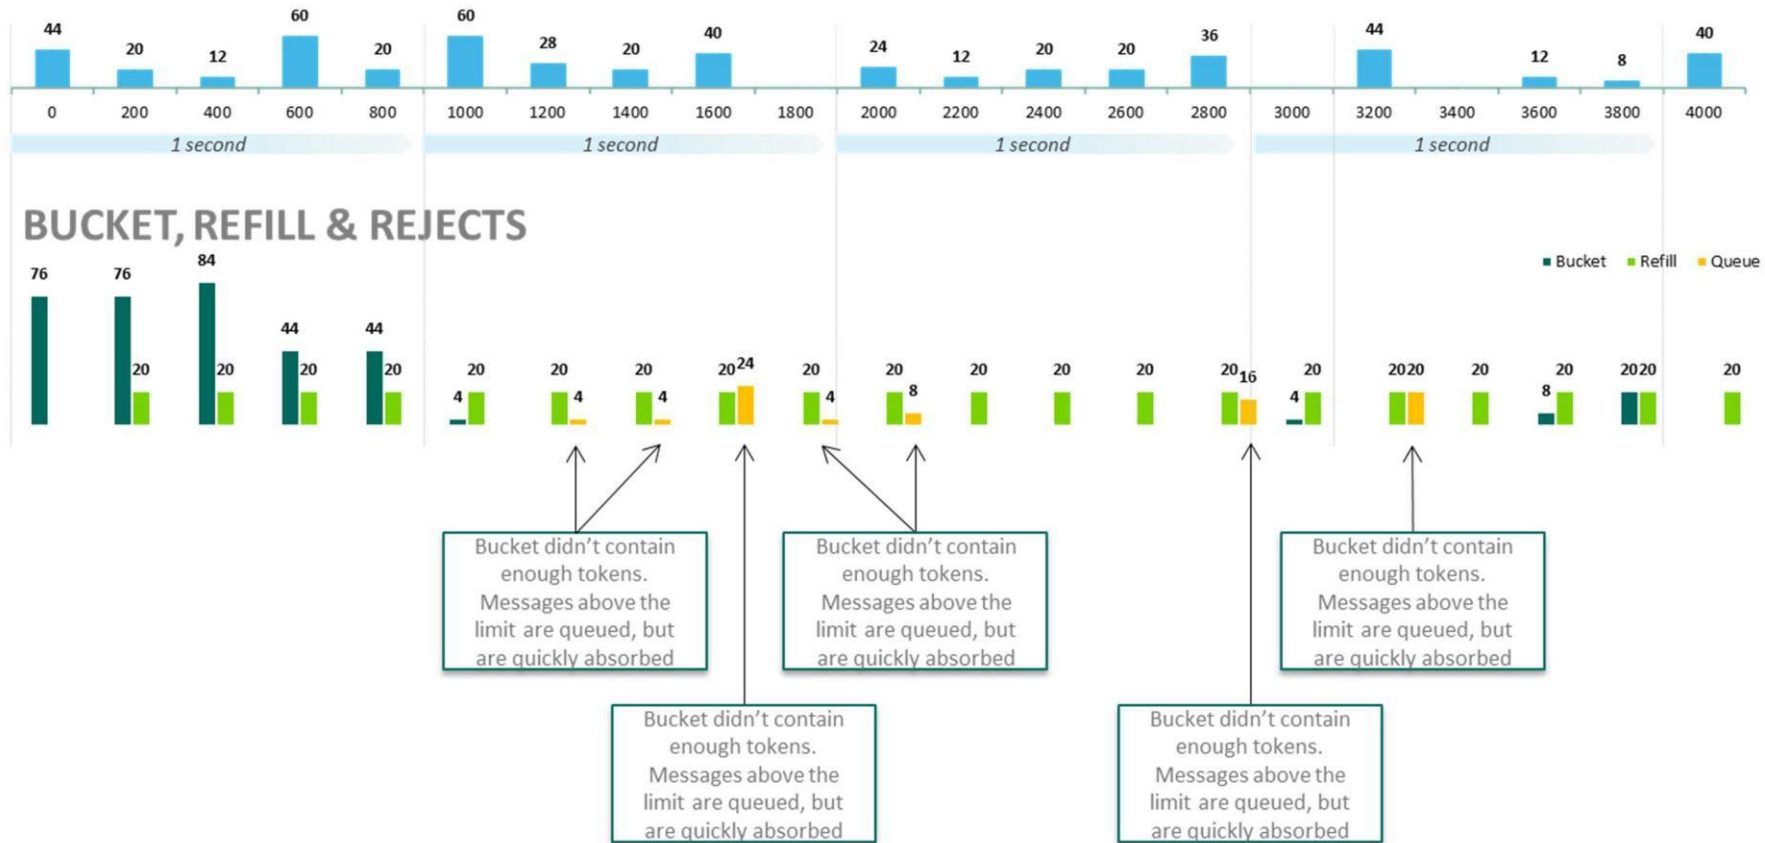 44 20 12 60 20 60 28 20 40 24 12 20 20 36 44 12 8 40
0 200 400 600 800 1000 1200 1400 1600 1800 2000 2200 2400 2600 2800 3000 3200 3400 3600 3800 4000
1 second 1 second 1 second 1 second
BUCKET, REFILL & REJECTS
Bucket Refill Queue
76 76 20 84 20 44 20 44 20 4 20 20 4 20 4 20 24 20 4 20 8 20 20 20 20 16 4 20 20 20 20 8 20 20 20 20
Bucket didn't contain
enough tokens.
Messages above the
limit are queued, but
are quickly absorbed
Bucket didn't contain
enough tokens.
Messages above the
limit are queued, but
are quickly absorbed
Bucket didn't contain
enough tokens.
Messages above the
limit are queued, but
are quickly absorbed
Bucket didn't contain
enough tokens.
Messages above the
limit are queued, but
are quickly absorbed
Bucket didn't contain
enough tokens.
Messages above the
limit are queued, but
are quickly absorbed